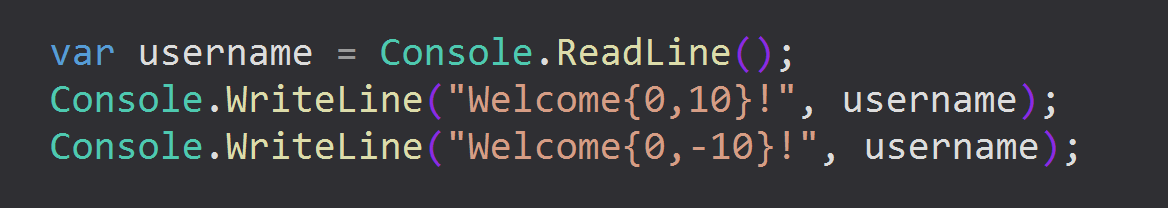 var username = Console.ReadLine();
Console.WriteLine("Welcome{0,10}!", username);
Console.WriteLine("Welcome{0,-10}!", username);